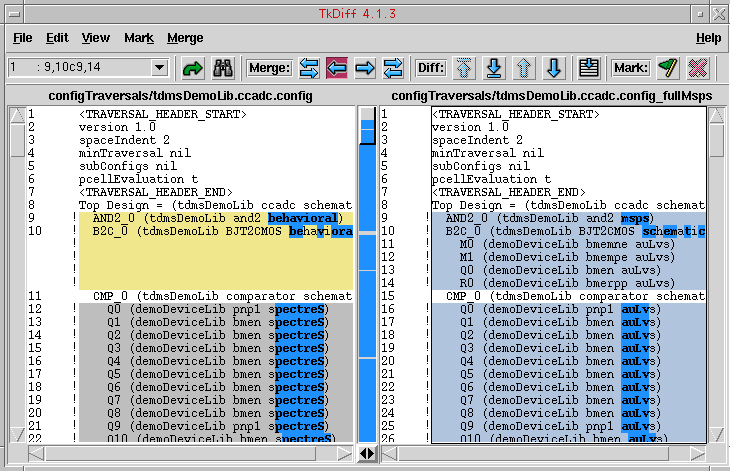 TkDiff 4.1.3
File Edit View Mark Merge Help
1 : 9,10c9,14 Merge: Diff: Mark:
configTraversals/tdmsDemoLib.ccadc.config
1 <TRAVERSAL_HEADER_START>
2 version 1.0
3 spaceIndent 2
4 minTraversal nil
5 subConfigs nil
6 pcellEvaluation t
7 <TRAVERSAL_HEADER_END>
8 Top Design = (tdmsDemoLib ccadc schemat
9 ! AND2_0 (tdmsDemoLib and2 behavioral)
10 ! B2C_0 (tdmsDemoLib BJT2CMOS behaviora
11 CMP_0 (tdmsDemoLib comparator schemat
12 ! Q0 (demoDeviceLib pnp1 spectreS)
13 ! Q1 (demoDeviceLib bmen spectreS)
14 ! Q2 (demoDeviceLib bmen spectreS)
15 ! Q3 (demoDeviceLib bmen spectreS)
16 ! Q4 (demoDeviceLib bmen spectreS)
17 ! Q5 (demoDeviceLib bmen spectreS)
18 ! Q6 (demoDeviceLib bmen spectreS)
19 ! Q7 (demoDeviceLib bmen spectreS)
20 ! Q8 (demoDeviceLib bmen spectreS)
21 ! Q9 (demoDeviceLib pnp1 spectreS)
22 ! Q10 (demoDeviceLib bmen spectreS)
configTraversals/tdmsDemoLib.ccadc.config_fullMsps
1 <TRAVERSAL_HEADER_START>
2 version 1.0
3 spaceIndent 2
4 minTraversal nil
5 subConfigs nil
6 pcellEvaluation t
7 <TRAVERSAL_HEADER_END>
8 Top Design = (tdmsDemoLib ccadc schemat
9 ! AND2_0 (tdmsDemoLib and2 msps)
10 ! B2C_0 (tdmsDemoLib BJT2CMOS schematic
11 ! M0 (demoDeviceLib bmemne auLvs)
12 ! M1 (demoDeviceLib bmempe auLvs)
13 ! Q0 (demoDeviceLib bmen auLvs)
14 ! R0 (demoDeviceLib bmerpp auLvs)
15 CMP_0 (tdmsDemoLib comparator schemat
16 ! Q0 (demoDeviceLib pnp1 auLvs)
17 ! Q1 (demoDeviceLib bmen auLvs)
18 ! Q2 (demoDeviceLib bmen auLvs)
19 ! Q3 (demoDeviceLib bmen auLvs)
20 ! Q4 (demoDeviceLib bmen auLvs)
21 ! Q5 (demoDeviceLib bmen auLvs)
22 ! Q6 (demoDeviceLib bmen auLvs)
23 ! Q7 (demoDeviceLib bmen auLvs)
24 ! Q8 (demoDeviceLib bmen auLvs)
25 ! Q9 (demoDeviceLib pnp1 auLvs)
26 ! Q10 (demoDeviceLib bmen auLvs)